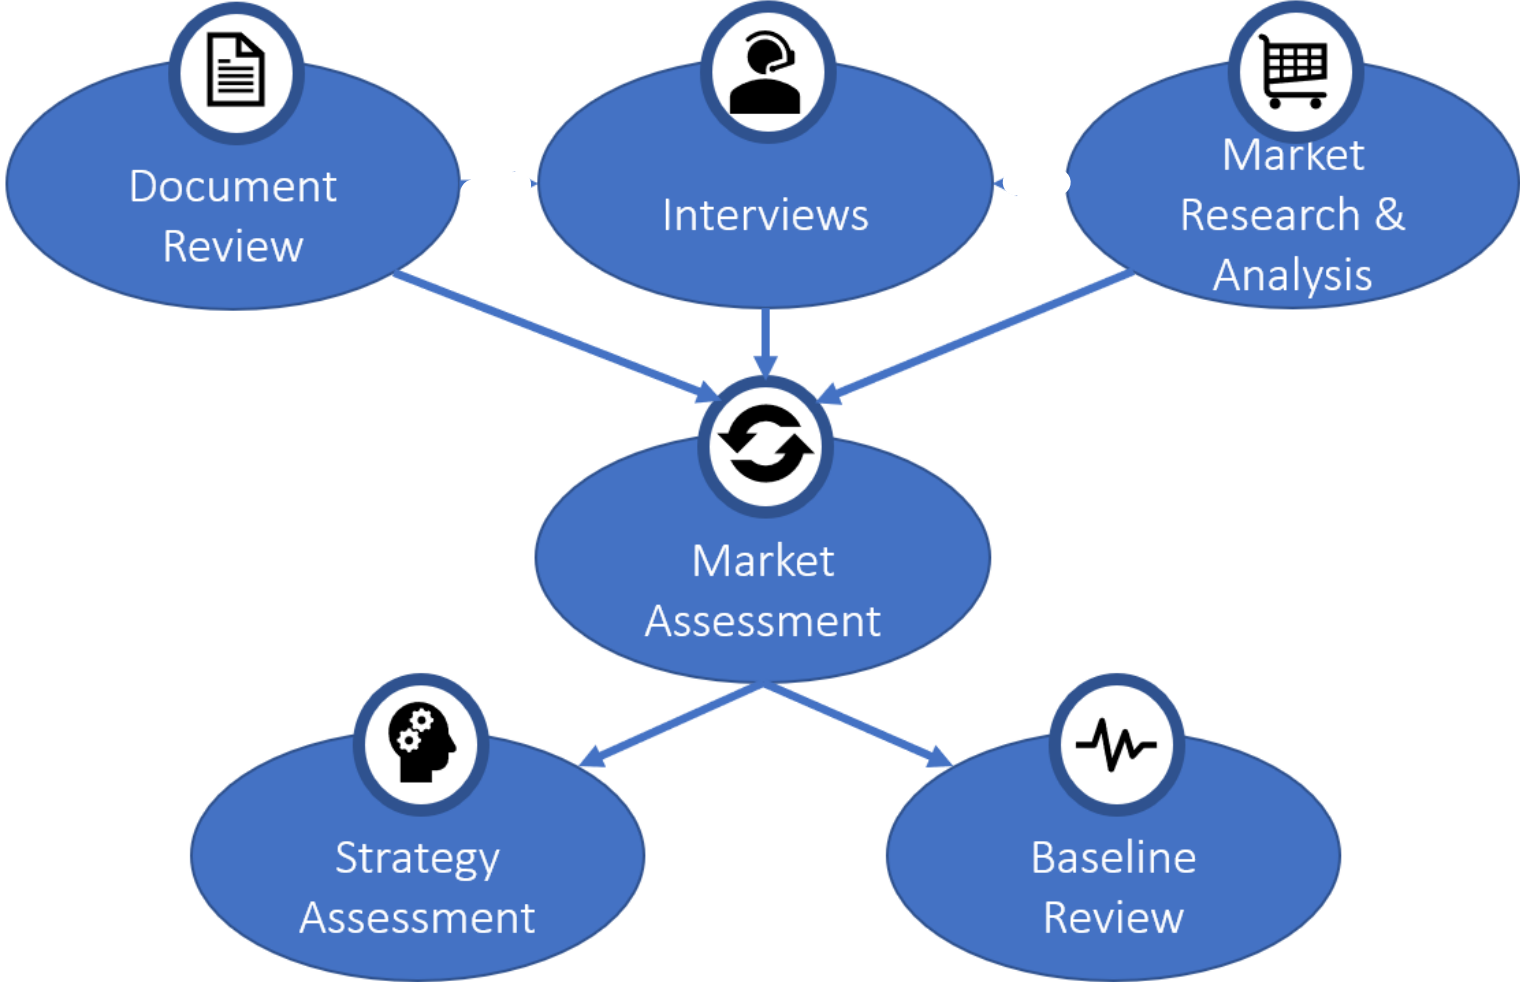 Document
Review
Interviews
Market
Research &
Analysis
Market
Assessment
Strategy
Assessment
Baseline
Review